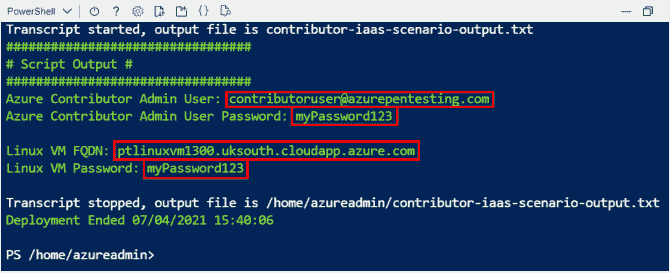 PowerShell
Transcript started, output file is contributor-iaas-scenario-output.txt
#################################
# Script Output #
#################################
Azure Contributor Admin User: contributoruser@azurepentesting.com
Azure Contributor Admin User Password: myPassword123
Linux VM FQDN: ptlinuxvm1300.uksouth.cloudapp.azure.com
Linux VM Password: myPassword123
Transcript stopped, output file is /home/azureadmin/contributor-iaas-scenario-output.txt
Deployment Ended 07/04/2021 15:40:06
PS /home/azureadmin>